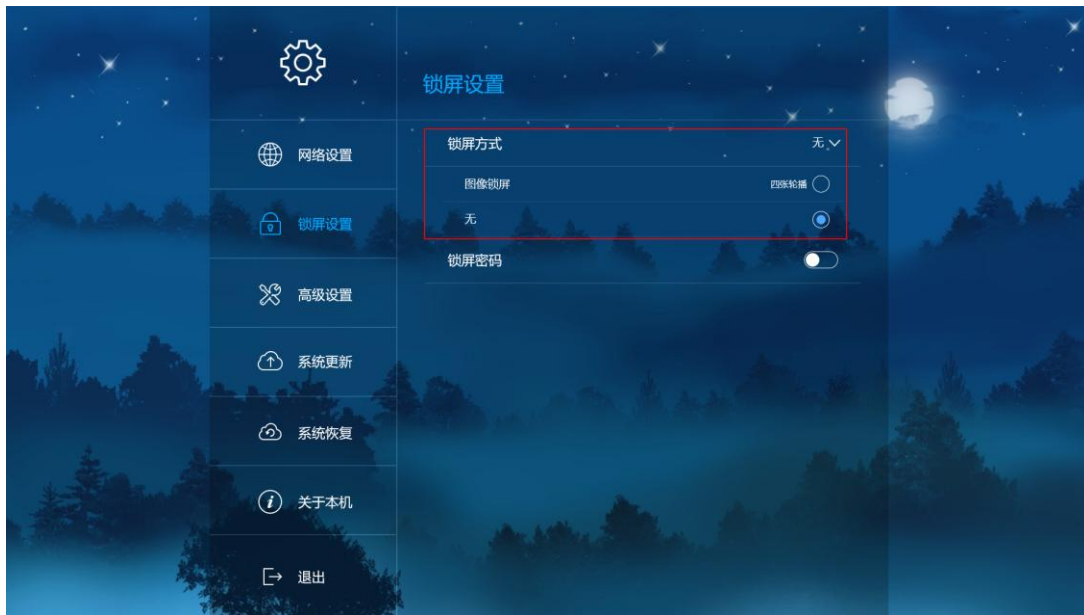 锁屏设置
网络设置
锁屏设置
高级设置
系统更新
系统恢复
关于本机
退出
锁屏方式 无
图像锁屏 四张轮播
无
锁屏密码